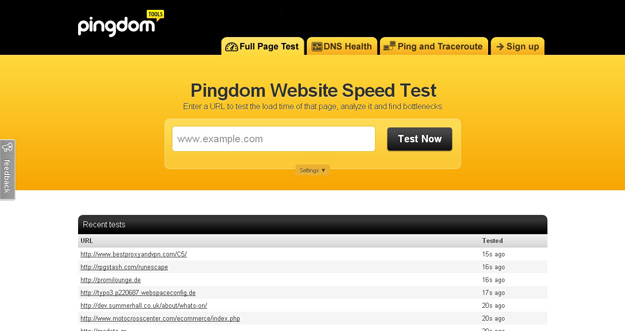 TOOLS
pingdom
Full Page Test
DNS Health
Ping and Traceroute
→ Sign up
Pingdom Website Speed Test
Enter a URL to test the load time of that page, analyze it and find bottlenecks
www.example.com
Test Now
Settings ▼
feedback
Recent tests
URL Tested
http://www.bestproxyandvpn.com/C5/ 15s ago
http://rpgstash.com/runescape 16s ago
http://promilounge.de 16s ago
http://typo3.p220687.webspaceconfig.de 17s ago
http://dev.summerhall.co.uk/about/whats-on/ 20s ago
http://www.motocrosscenter.com/ecommerce/index.php 20s ago
20s ago